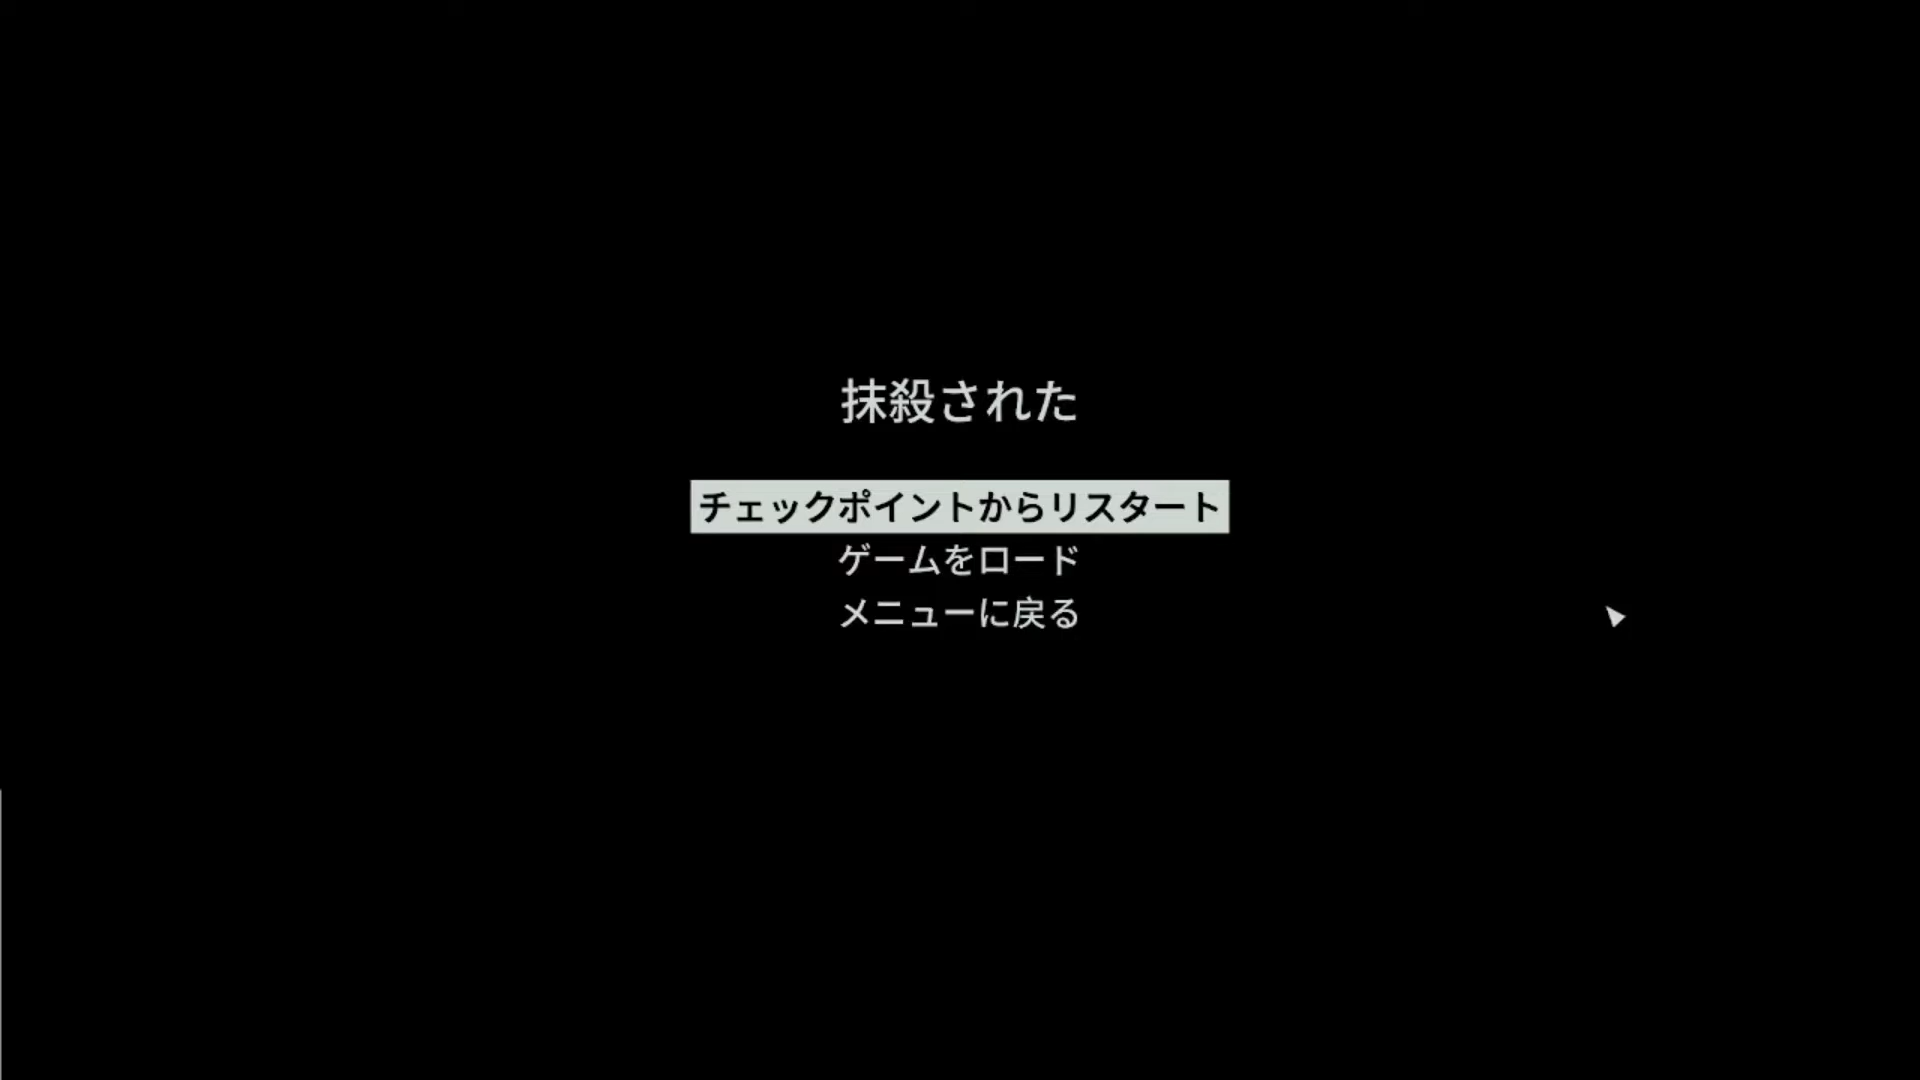 抹殺された
チェックポイントからリスタート
ゲームをロード
メニューに戻る